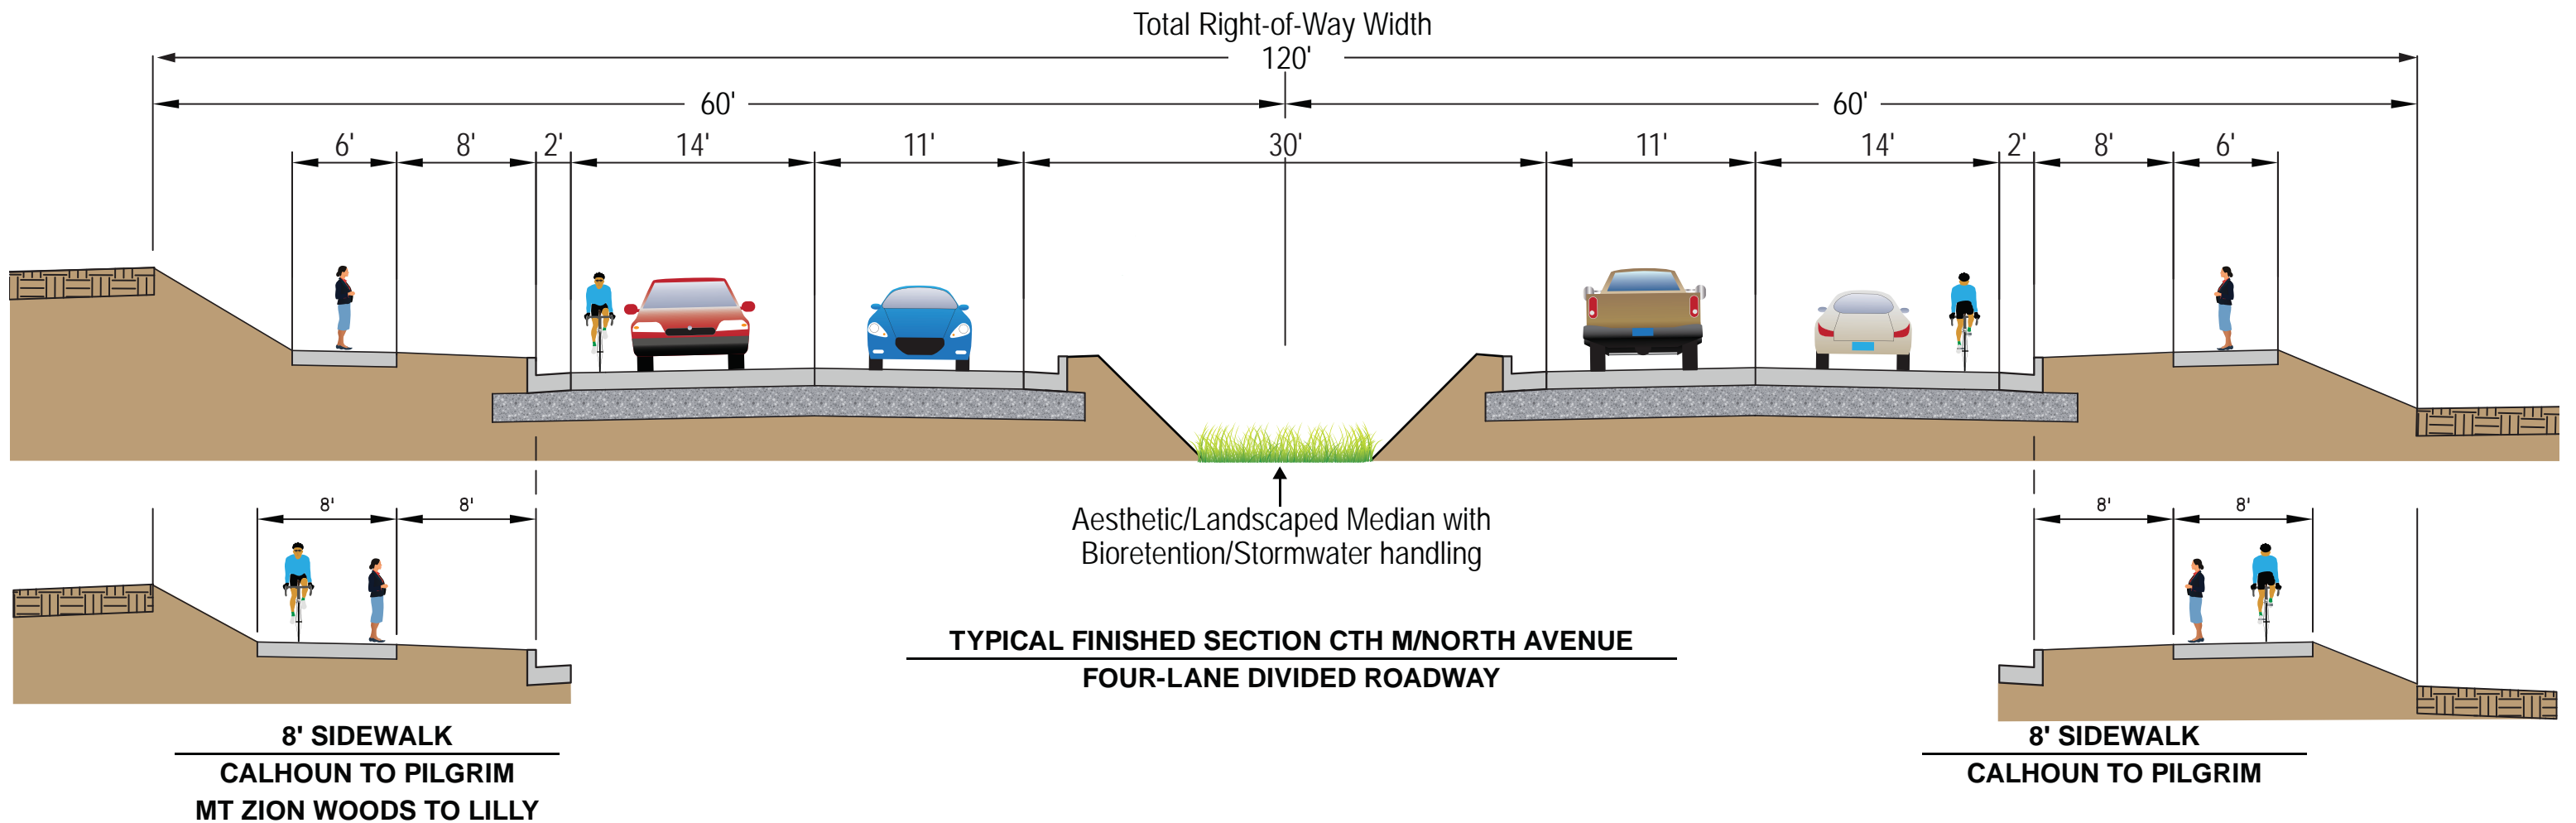 Total Right-of-Way Width
120'
60' 60'
6' 8' 2' 14' 11' 30' 11' 14' 2' 8' 6'
8' 8' 8' 8'
Aesthetic/Landscaped Median with
Bioretention/Stormwater handling
TYPICAL FINISHED SECTION CTH M/NORTH AVENUE
FOUR-LANE DIVIDED ROADWAY
8' SIDEWALK
CALHOUN TO PILGRIM
MT ZION WOODS TO LILLY
8' SIDEWALK
CALHOUN TO PILGRIM